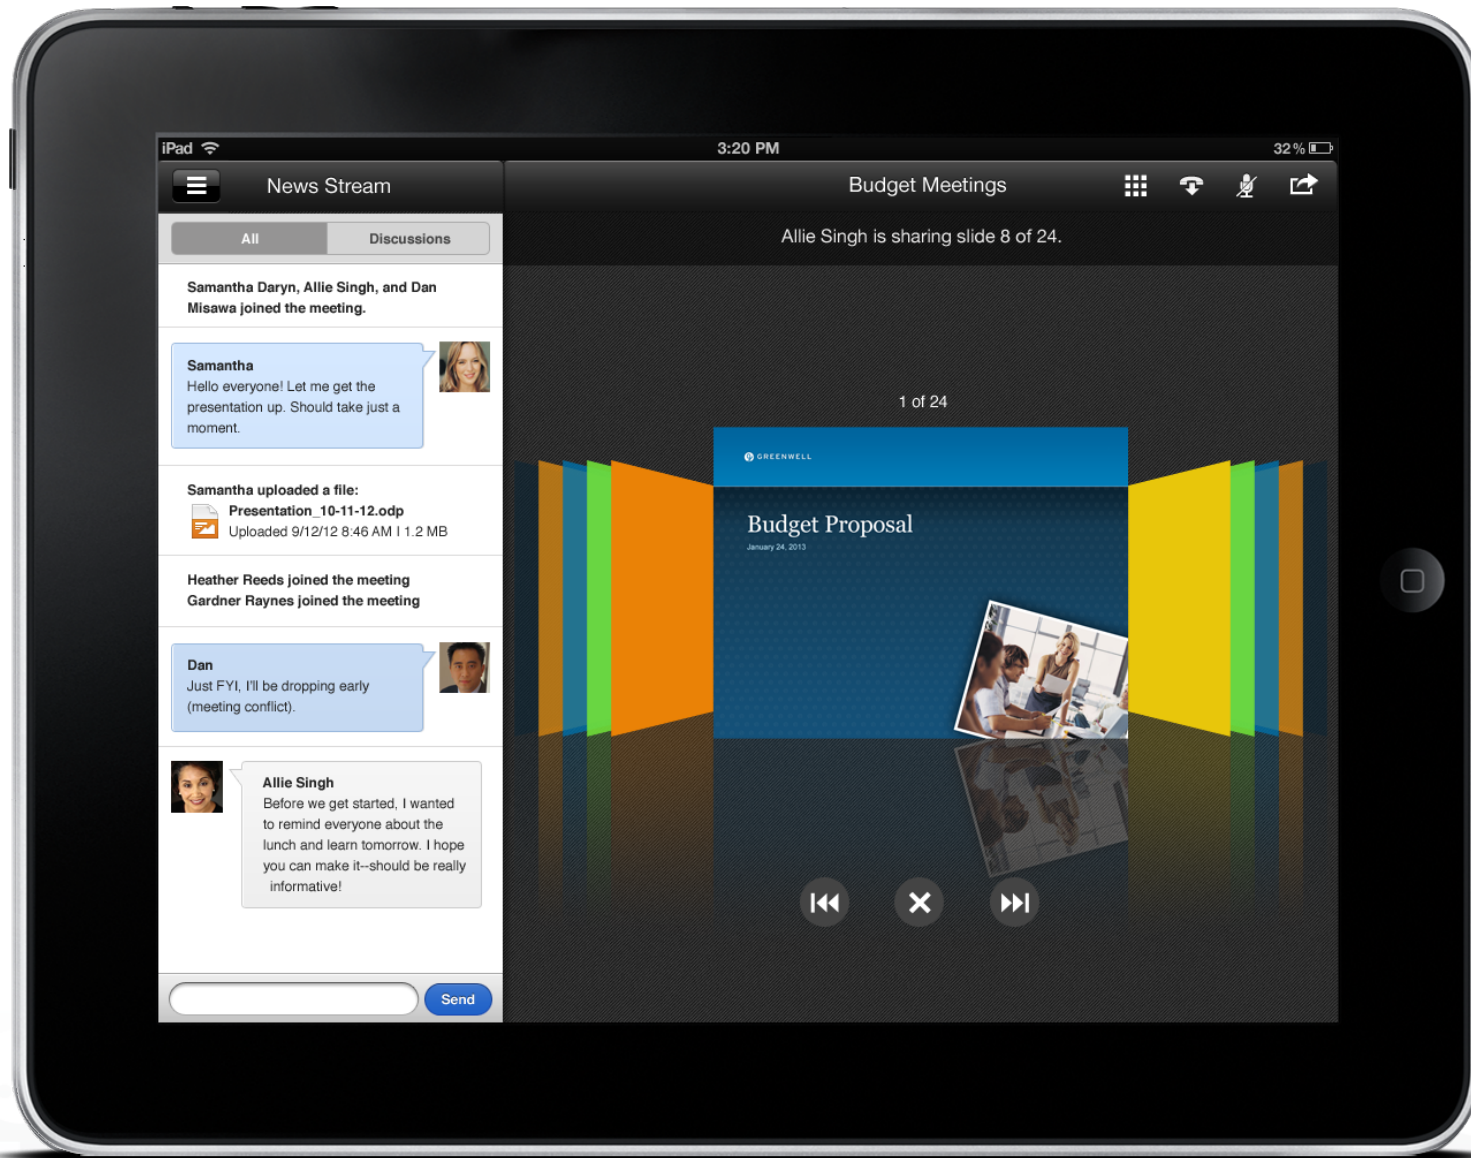 iPad
3:20 PM
32%
News Stream
Budget Meetings
All
Discussions
Allie Singh is sharing slide 8 of 24.
Samantha Daryn, Allie Singh, and Dan
Misawa joined the meeting.
Samantha
Hello everyone! Let me get the
presentation up. Should take just a
moment.
Samantha uploaded a file:
Presentation_10-11-12.odp
Uploaded 9/12/12 8:46 AM I 1.2 MB
Heather Reeds joined the meeting
Gardner Raynes joined the meeting
Dan
Just FYI, I'll be dropping early
(meeting conflict).
Allie Singh
Before we get started, I wanted
to remind everyone about the
lunch and learn tomorrow. I hope
you can make it--should be really
informative!
Send
1 of 24
GREENWELL
Budget Proposal
January 24, 2013